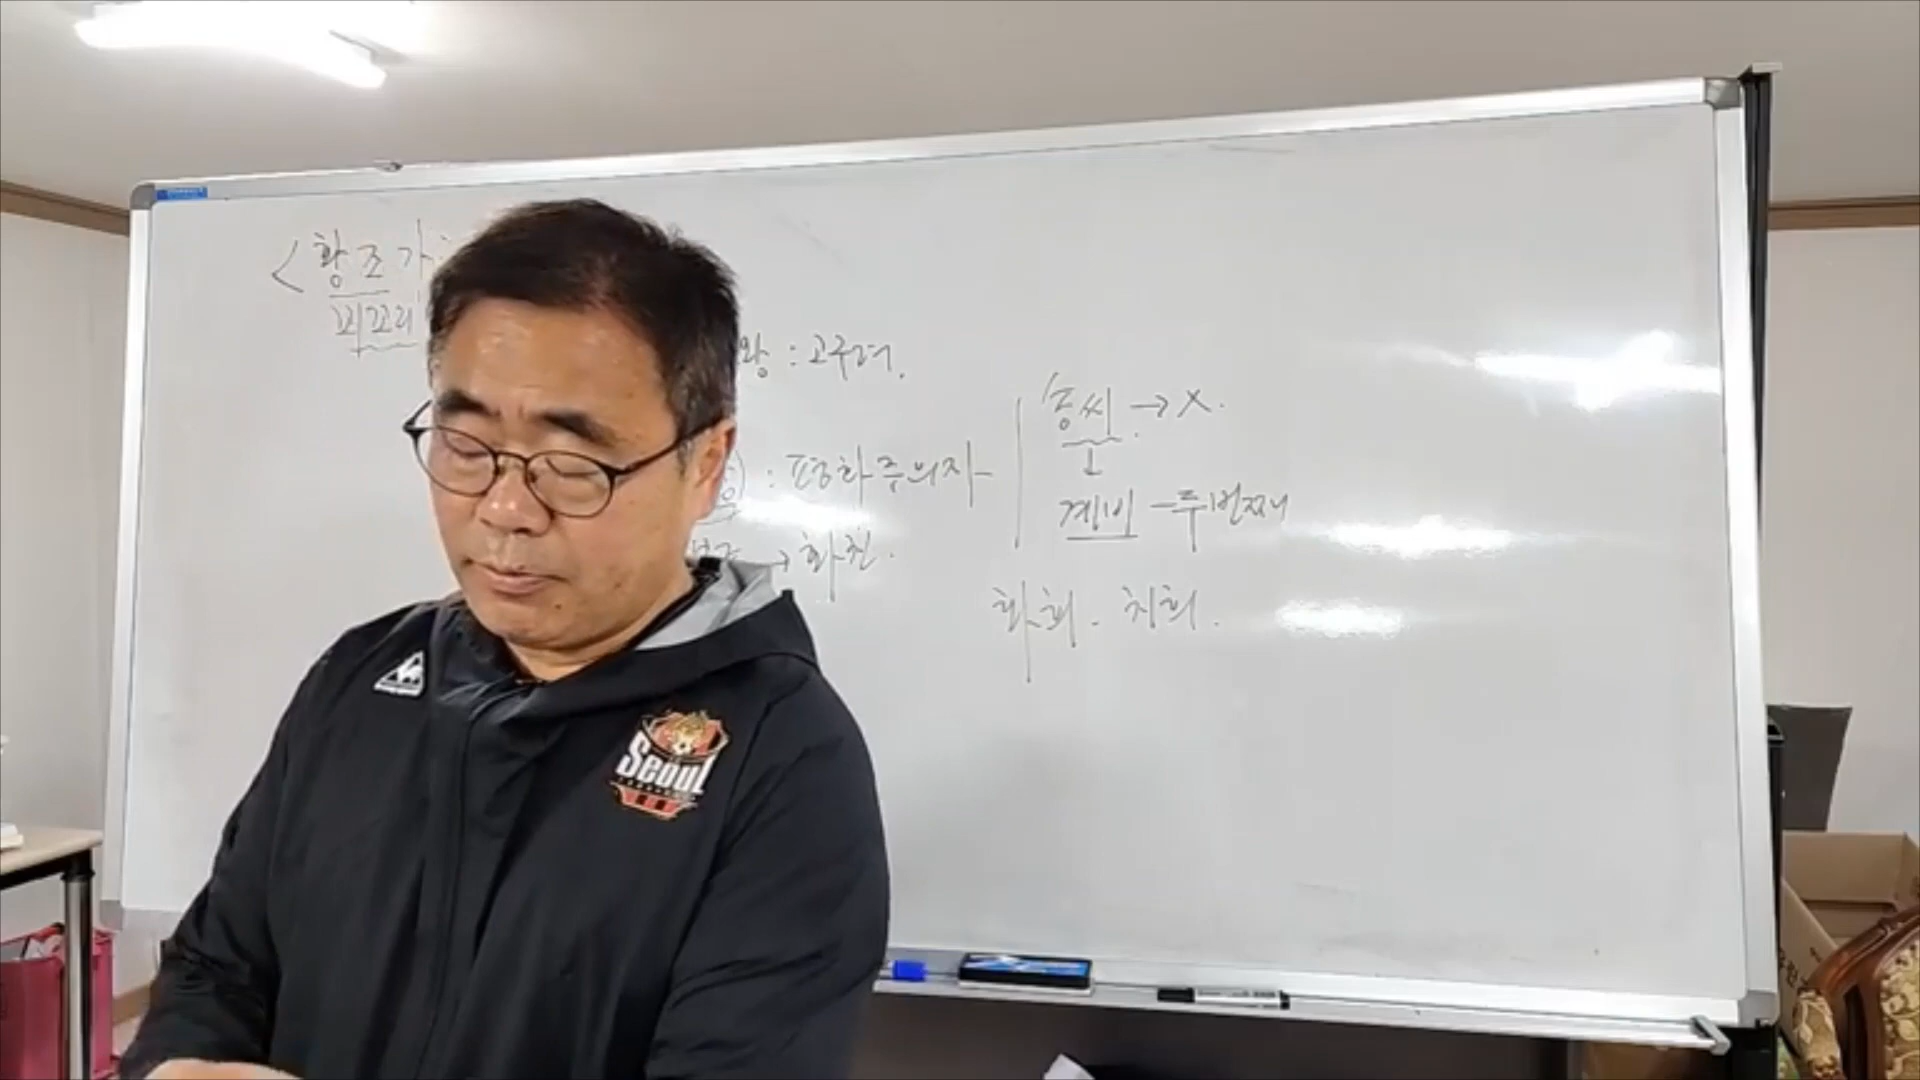 <황조가
꾀꼬리
왕 : 고구려.
송씨 → X.
: 평화주의자 -
계비 - 두번째
→ 화친.
화희. 치희.
Seoul